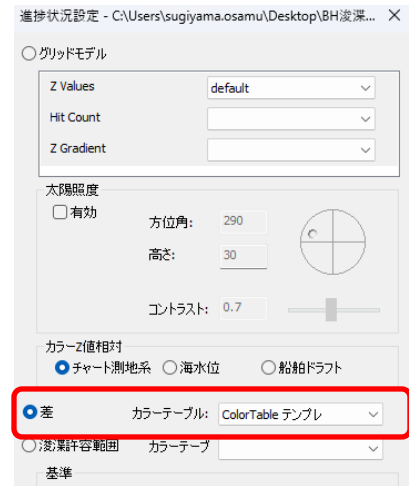 進捗状況設定 - C:\Users\sugiyama.osamu\Desktop\BH浚渫... ×
グリッドモデル
Z Values default
Hit Count
Z Gradient
太陽照度
有効
方位角: 290
高さ: 30
コントラスト: 0.7
カラーZ値相対
チャート測地系 海水位 船舶ドラフト
差 カラーテーブル: ColorTable テンプレ
浚渫許容範囲 カラーテーブ
基準